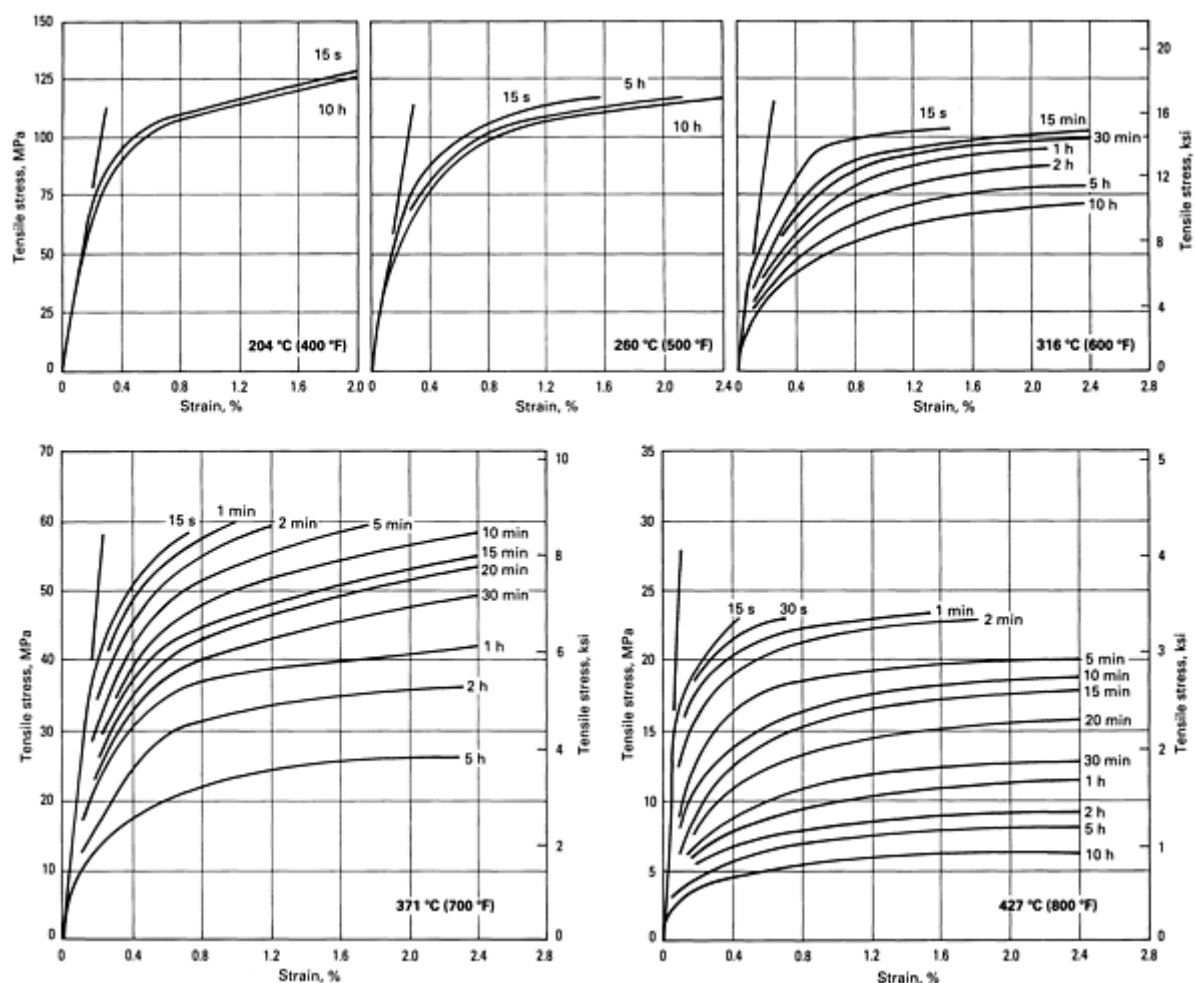 150
125
100
75
50
25
0
Tensile stress, MPa
15 s
10 h
204 °C (400 °F)
0 0.4 0.8 1.2 1.6 2.0
Strain, %
15 s
5 h
10 h
260 °C (500 °F)
0 0.4 0.8 1.2 1.6 2.0 2.4
Strain, %
15 s
15 min
30 min
1 h
2 h
5 h
10 h
316 °C (600 °F)
0 0.4 0.8 1.2 1.6 2.0 2.4
Strain, %
20
16
12
8
4
0
Tensile stress, ksi
70
60
50
40
30
20
10
0
Tensile stress, MPa
15 s
1 min
2 min
5 min
10 min
15 min
20 min
30 min
1 h
2 h
5 h
371 °C (700 °F)
0 0.4 0.8 1.2 1.6 2.0 2.4 2.8
Strain, %
10
8
6
4
2
0
Tensile stress, ksi
35
30
25
20
15
10
5
0
Tensile stress, MPa
15 s
30 s
1 min
2 min
5 min
10 min
15 min
20 min
30 min
1 h
2 h
5 h
10 h
427 °C (800 °F)
0 0.4 0.8 1.2 1.6 2.0 2.4 2.8
Strain, %
5
4
3
2
1
0
Tensile stress, ksi